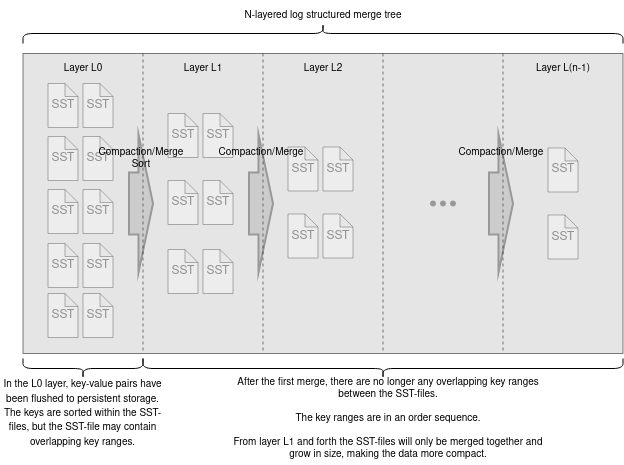 N-layered log structured merge tree
Layer L0
Layer L1
Layer L2
Layer L(n-1)
SST SST
SST SST
SST SST
SST SST
SST SST
Compaction/Merge
Sort
SST SST
SST SST
SST SST
Compaction/Merge
SST SST
SST SST
Compaction/Merge
SST
SST
In the L0 layer, key-value pairs have
been flushed to persistent storage.
The keys are sorted within the SST-
files, but the SST-file may contain
overlapping key ranges.
After the first merge, there are no longer any overlapping key ranges
between the SST-files.
The key ranges are in an order sequence.
From layer L1 and forth the SST-files will only be merged together and
grow in size, making the data more compact.